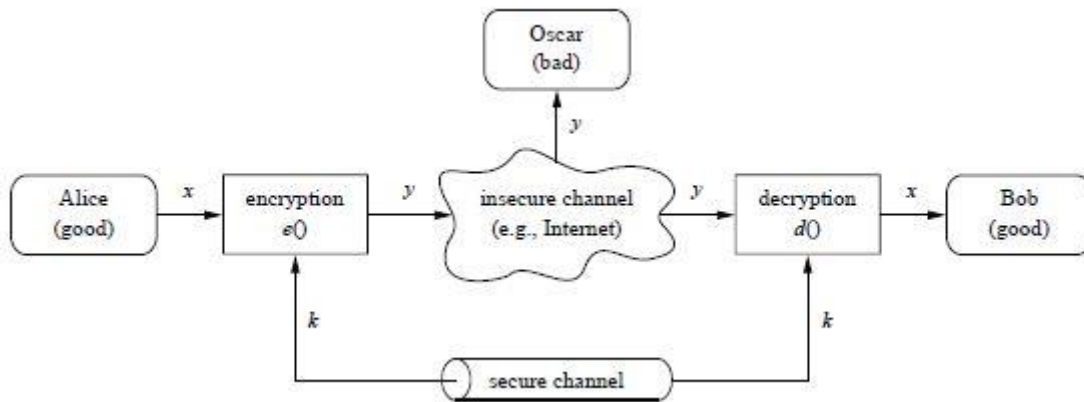 Oscar
(bad)
y
Alice
(good)
x
encryption
e()
y
insecure channel
(e.g., Internet)
y
decryption
d()
x
Bob
(good)
k
k
secure channel